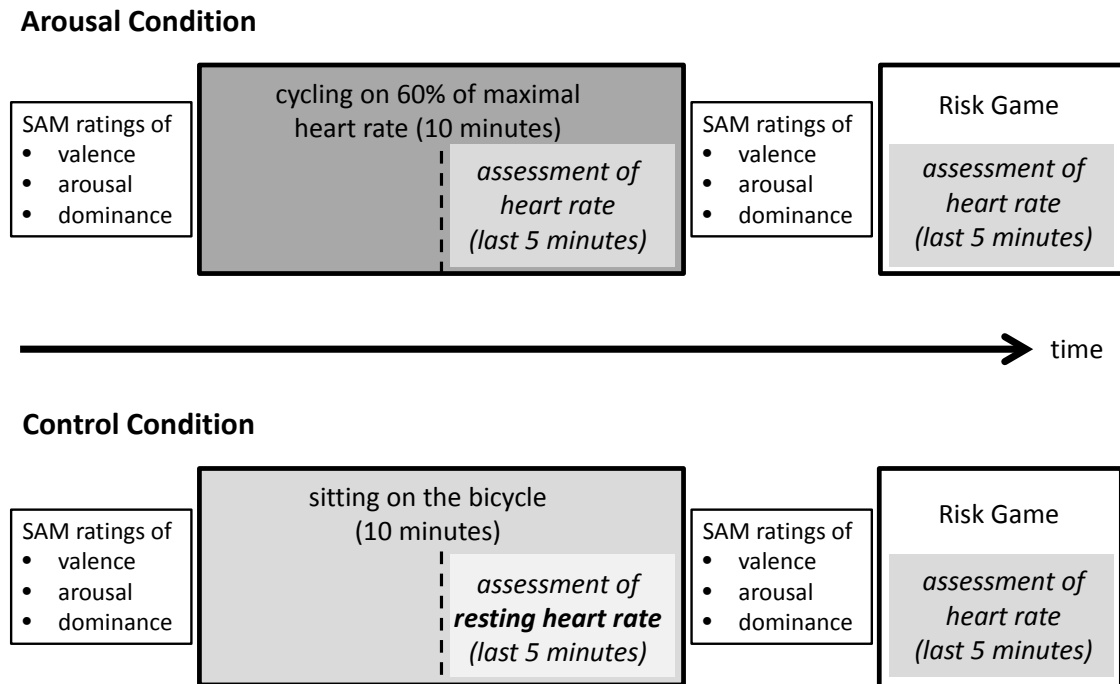 Arousal Condition
SAM ratings of
• valence
• arousal
• dominance
cycling on 60% of maximal
heart rate (10 minutes)
assessment of
heart rate
(last 5 minutes)
SAM ratings of
• valence
• arousal
• dominance
Risk Game
assessment of
heart rate
(last 5 minutes)
time
Control Condition
SAM ratings of
• valence
• arousal
• dominance
sitting on the bicycle
(10 minutes)
assessment of
resting heart rate
(last 5 minutes)
SAM ratings of
• valence
• arousal
• dominance
Risk Game
assessment of
heart rate
(last 5 minutes)